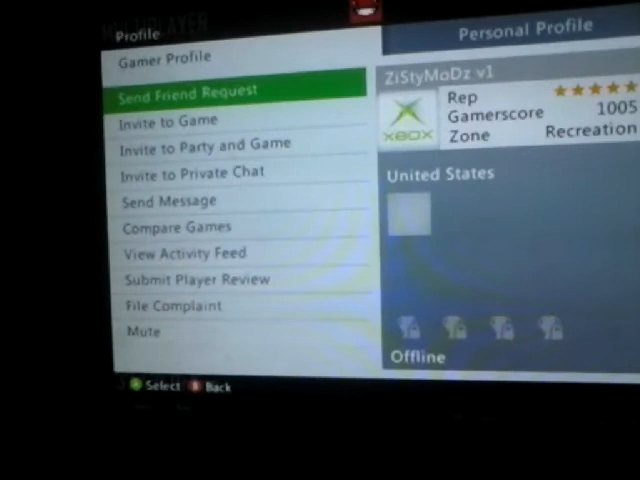 MULTIPLAYER
Profile
Personal Profile
Gamer Profile
Send Friend Request
Invite to Game
Invite to Party and Game
Invite to Private Chat
Send Message
Compare Games
View Activity Feed
Submit Player Review
File Complaint
Mute
ZiStyMoDz v1
XBOX
Rep
Gamerscore 1005
Zone Recreation
United States
Offline
A Select B Back